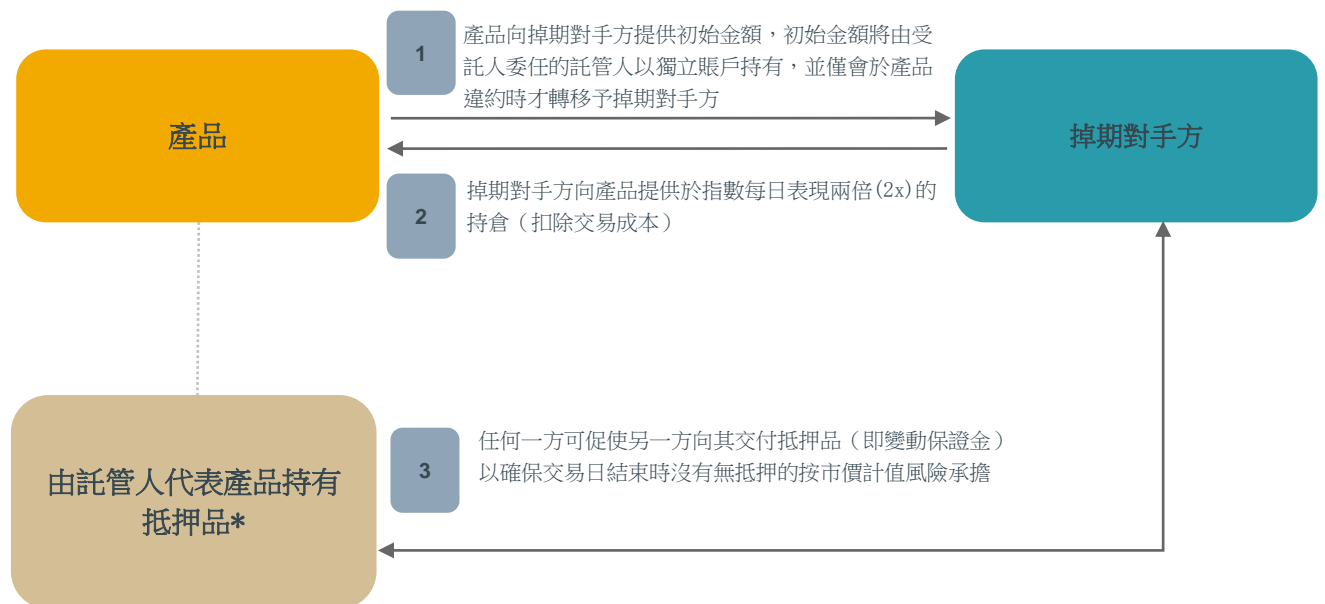 1
產品向掉期對手方提供初始金額，初始金額將由受
託人委任的託管人以獨立賬戶持有，並僅會於產品
違約時才轉移予掉期對手方
產品
掉期對手方
2
掉期對手方向產品提供於指數每日表現兩倍(2x)的
持倉（扣除交易成本）
3
任何一方可促使另一方向其交付抵押品（即變動保證金）
以確保交易日結束時沒有無抵押的按市價計值風險承擔
由託管人代表產品持有
抵押品*